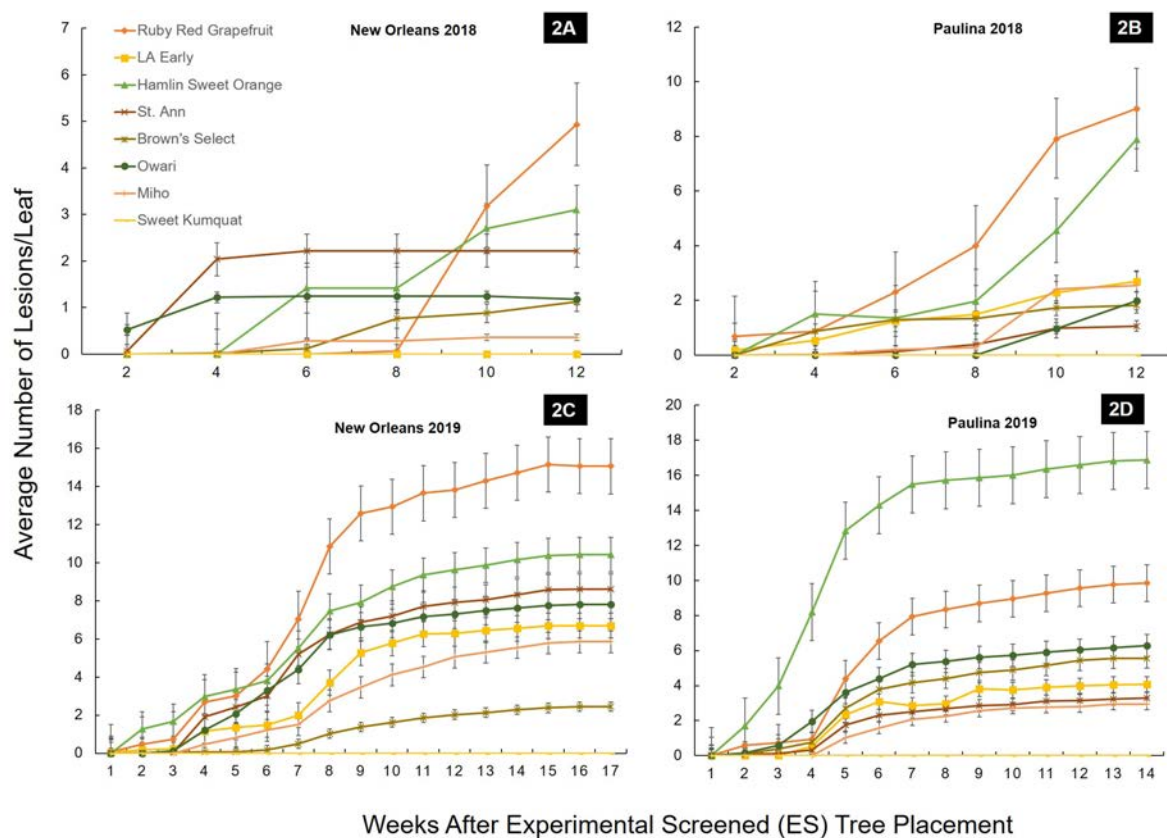 Average Number of Lesions/Leaf
New Orleans 2018
2A
Ruby Red Grapefruit
LA Early
Hamlin Sweet Orange
St. Ann
Brown's Select
Owari
Miho
Sweet Kumquat
7
6
5
4
3
2
1
0
2 4 6 8 10 12
Paulina 2018
2B
12
10
8
6
4
2
0
2 4 6 8 10 12
New Orleans 2019
2C
18
16
14
12
10
8
6
4
2
0
1 2 3 4 5 6 7 8 9 10 11 12 13 14 15 16 17
Paulina 2019
2D
20
18
16
14
12
10
8
6
4
2
0
1 2 3 4 5 6 7 8 9 10 11 12 13 14
Weeks After Experimental Screened (ES) Tree Placement